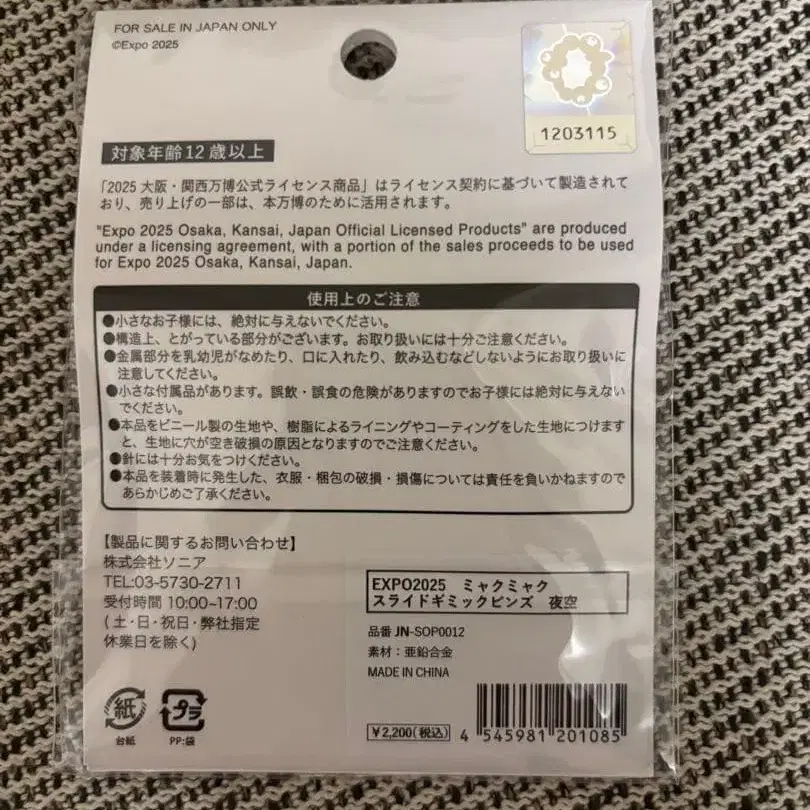 FOR SALE IN JAPAN ONLY
©Expo 2025
1203115
対象年齢12歳以上
「2025 大阪・関西万博公式ライセンス商品」はライセンス契約に基づいて製造されて
おり、売り上げの一部は、本万博のために活用されます。
"Expo 2025 Osaka, Kansai, Japan Official Licensed Products" are produced
under a licensing agreement, with a portion of the sales proceeds to be used
for Expo 2025 Osaka, Kansai, Japan.
使用上のご注意
●小さなお子様には、絶対に与えないでください。
●構造上、とがっている部分がございます。お取り扱いには十分ご注意ください。
●金属部分を乳幼児がなめたり、口に入れたり、飲み込むなどしないようにお取り扱いに
注意してください。
●小さな付属品があります。誤飲・誤食の危険がありますのでお子様には絶対に与えない
でください。
●本品をビニール製の生地や、樹脂によるライニングやコーティングをした生地につけます
と、生地に穴が空き破損の原因となりますのでご注意ください。
●針には十分お気をつけください。
●本品を装着時に発生した、衣服・梱包の破損・損傷については責任を負いかねますので
あらかじめご了承ください。
【製品に関するお問い合わせ】
株式会社ソニア
TEL:03-5730-2711
受付時間 10:00~17:00
(土・日・祝日・弊社指定
休業日を除く)
EXPO2025 ミャクミャク
スライドギミックピンズ 夜空
品番 JN-SOP0012
素材：亜鉛合金
MADE IN CHINA
紙
台紙
プラ
PP:袋
¥2,200(税込)
4 545981 201085